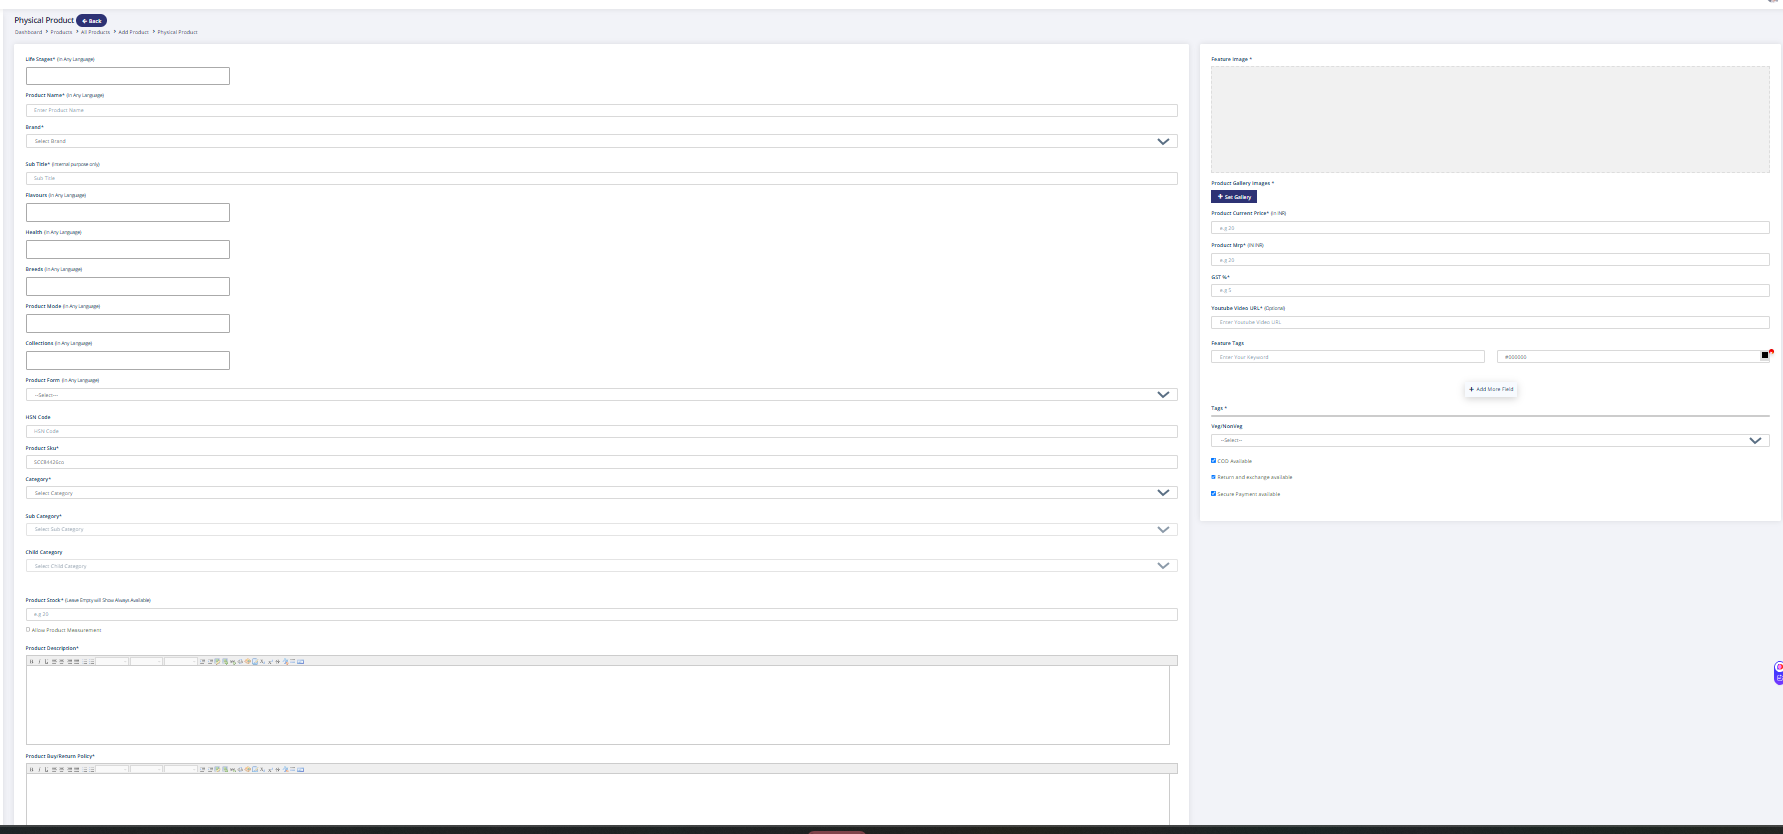 Physical Product
Back
Dashboard > Products > All Products > Add Product > Physical Product
Life Stages* (In Any Language)
Product Name* (In Any Language)
Enter Product Name
Brand*
Select Brand
Sub Title* (Internal purpose only)
Sub Title
Flavours (In Any Language)
Health (In Any Language)
Breeds (In Any Language)
Product Mode (In Any Language)
Collections (In Any Language)
Product Form (In Any Language)
--Select--
HSN Code
HSN Code
Product Sku*
Category*
Select Category
Sub Category*
Select Sub Category
Child Category
Select Child Category
Product Stock* (Leave Empty will Show Always Available)
e.g 20
Allow Product Measurement
Product Description*
Product Buy/Return Policy*
Feature Image *
Product Gallery Images *
+ Set Gallery
Product Current Price* (In INR)
e.g 20
Product Mrp* (IN INR)
e.g 20
GST %*
e.g 5
Youtube Video URL* (Optional)
Enter Youtube Video URL
Feature Tags
Enter Your Keyword
#000000
+ Add More Field
Tags *
Veg/NonVeg
--Select--
COD Available
Return and exchange available
Secure Payment available